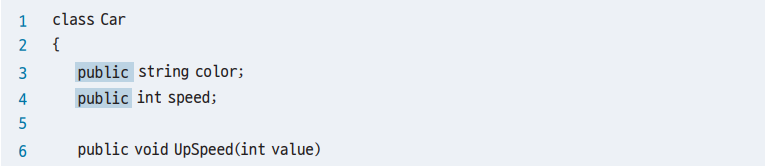 1 class Car
2 {
3 public string color;
4 public int speed;
5
6 public void UpSpeed(int value)